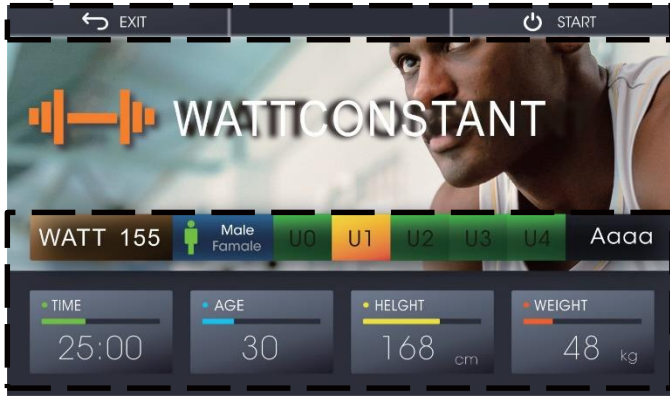 EXIT
START
WATTCONSTANT
WATT 155 Male Famale U0 U1 U2 U3 U4 Aaaa
TIME AGE HELGHT WEIGHT
25:00 30 168 cm 48 kg